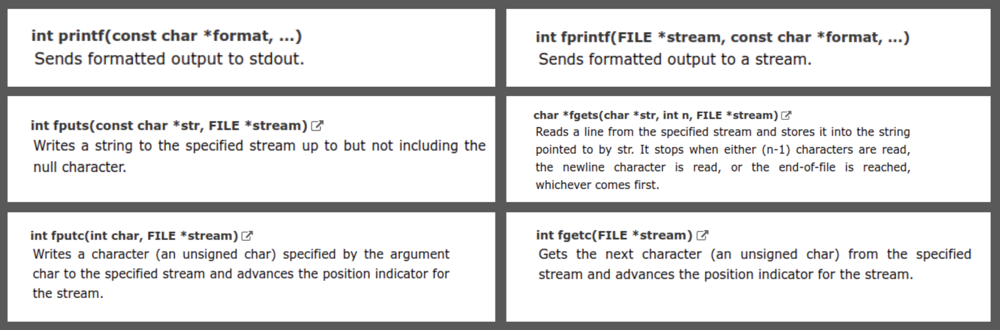 int printf(const char *format, ...)
Sends formatted output to stdout.
int fprintf(FILE *stream, const char *format, ...)
Sends formatted output to a stream.
int fputs(const char *str, FILE *stream)
Writes a string to the specified stream up to but not including the
null character.
char *fgets(char *str, int n, FILE *stream)
Reads a line from the specified stream and stores it into the string
pointed to by str. It stops when either (n-1) characters are read,
the newline character is read, or the end-of-file is reached,
whichever comes first.
int fputc(int char, FILE *stream)
Writes a character (an unsigned char) specified by the argument
char to the specified stream and advances the position indicator for
the stream.
int fgetc(FILE *stream)
Gets the next character (an unsigned char) from the specified
stream and advances the position indicator for the stream.